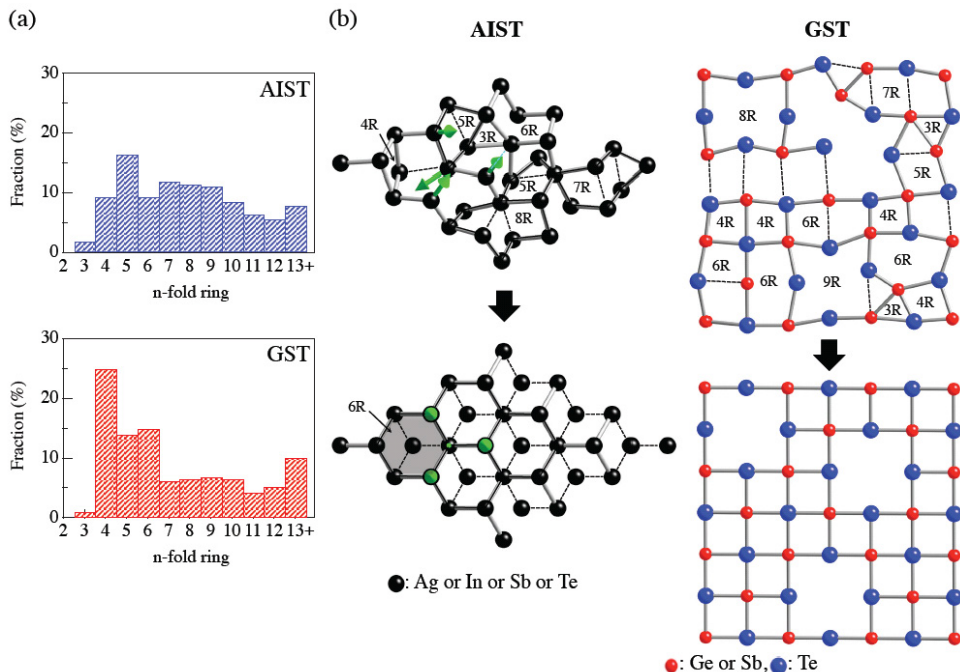 (a)
(b)
AIST
GST
30
AIST
20
Fraction (%)
10
0
2 3 4 5 6 7 8 9 10 11 12 13+
n-fold ring
30
GST
20
Fraction (%)
10
0
2 3 4 5 6 7 8 9 10 11 12 13+
n-fold ring
4R
5R
3R
6R
5R
7R
8R
6R
●: Ag or In or Sb or Te
7R
8R
3R
5R
4R 4R 6R 4R
6R
6R 6R 9R
3R 4R
●: Ge or Sb, ●: Te